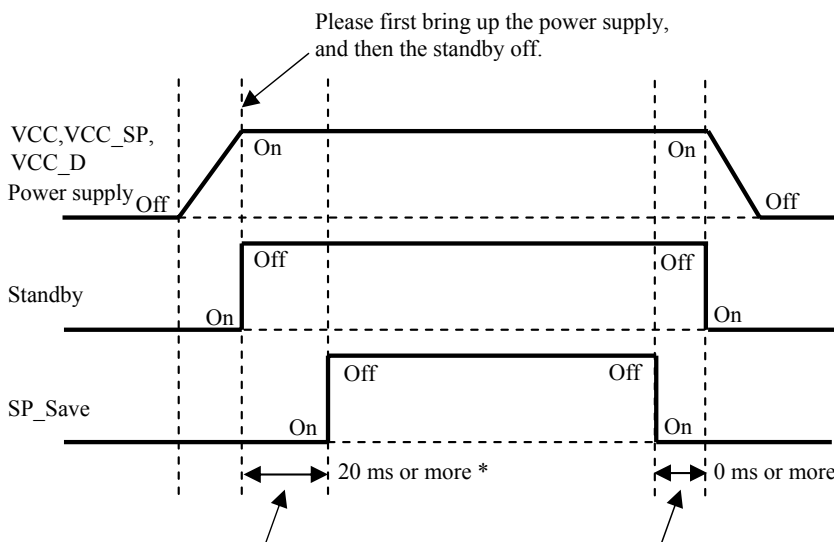 Please first bring up the power supply,
and then the standby off.
VCC,VCC_SP,
VCC_D
Power supply
Off
On
On
Off
Standby
On
Off
Off
On
SP_Save
On
Off
Off
On
20 ms or more *
0 ms or more